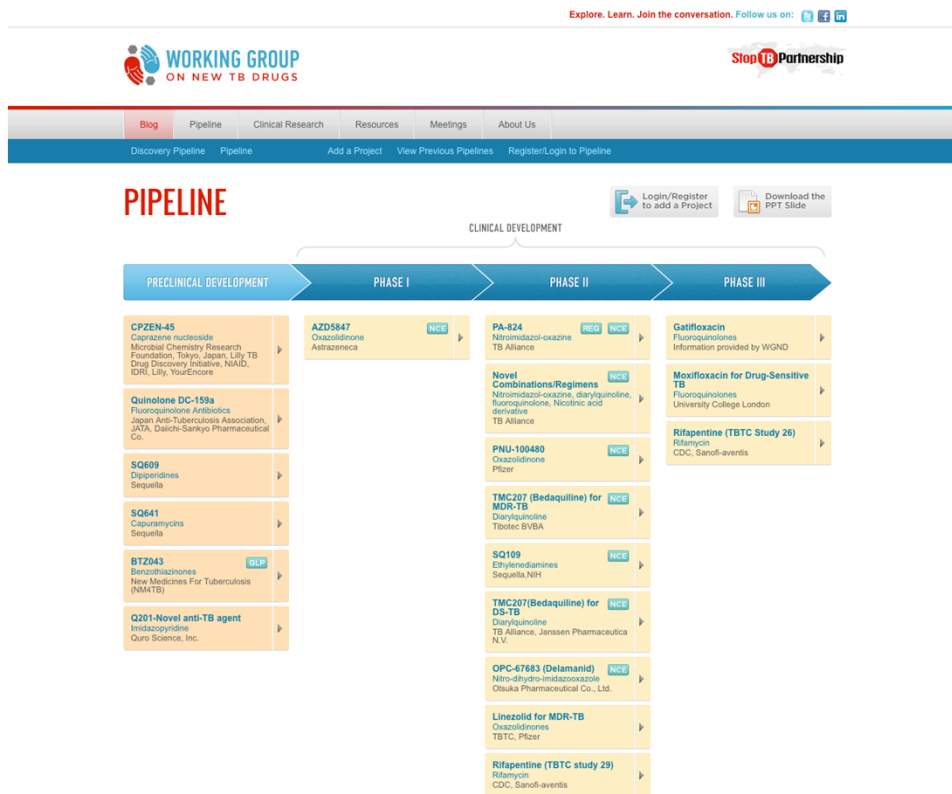 Explore. Learn. Join the conversation. Follow us on:
WORKING GROUP
ON NEW TB DRUGS
Stop TB Partnership
Blog Pipeline Clinical Research Resources Meetings About Us
Discovery Pipeline Pipeline Add a Project View Previous Pipelines Register/Login to Pipeline
PIPELINE
Login/Register
to add a Project
Download the
PPT Slide
CLINICAL DEVELOPMENT
PRECLINICAL DEVELOPMENT
PHASE I
PHASE II
PHASE III
CPZEN-45
Caprazene nucleoside
Microbial Chemistry Research
Foundation, Tokyo, Japan, Lilly TB
Drug Discovery Initiative, NIAID,
IDRI, Lilly, YourEncore
Quinolone DC-159a
Fluoroquinolone Antibiotics
Japan Anti-Tuberculosis Association,
JATA, Daiichi-Sankyo Pharmaceutical
Co.
SQ609
Dipiperidines
Sequella
SQ641
Capuramycins
Sequella
BTZ043 GLP
Benzothiazinones
New Medicines For Tuberculosis
(NM4TB)
Q201-Novel anti-TB agent
Imidazopyridine
Quro Science, Inc.
AZD5847 NCE
Oxazolidinone
Astrazeneca
PA-824 REG NCE
Nitroimidazol-oxazine
TB Alliance
Novel NCE
Combinations/Regimens
Nitroimidazol-oxazine, diarylquinoline,
fluoroquinolone, Nicotinic acid
derivative
TB Alliance
PNU-100480 NCE
Oxazolidinone
Pfizer
TMC207 (Bedaquiline) for NCE
MDR-TB
Diarylquinoline
Tibotec BVBA
SQ109 NCE
Ethylenediamines
Sequella,NIH
TMC207(Bedaquiline) for NCE
DS-TB
Diarylquinoline
TB Alliance, Janssen Pharmaceutica
N.V.
OPC-67683 (Delamanid) NCE
Nitro-dihydro-imidazooxazole
Otsuka Pharmaceutical Co., Ltd.
Linezolid for MDR-TB
Oxazolidinones
TBTC, Pfizer
Rifapentine (TBTC study 29)
Rifamycin
CDC, Sanofi-aventis
Gatifloxacin
Fluoroquinolones
Information provided by WGND
Moxifloxacin for Drug-Sensitive
TB
Fluoroquinolones
University College London
Rifapentine (TBTC Study 26)
Rifamycin
CDC, Sanofi-aventis